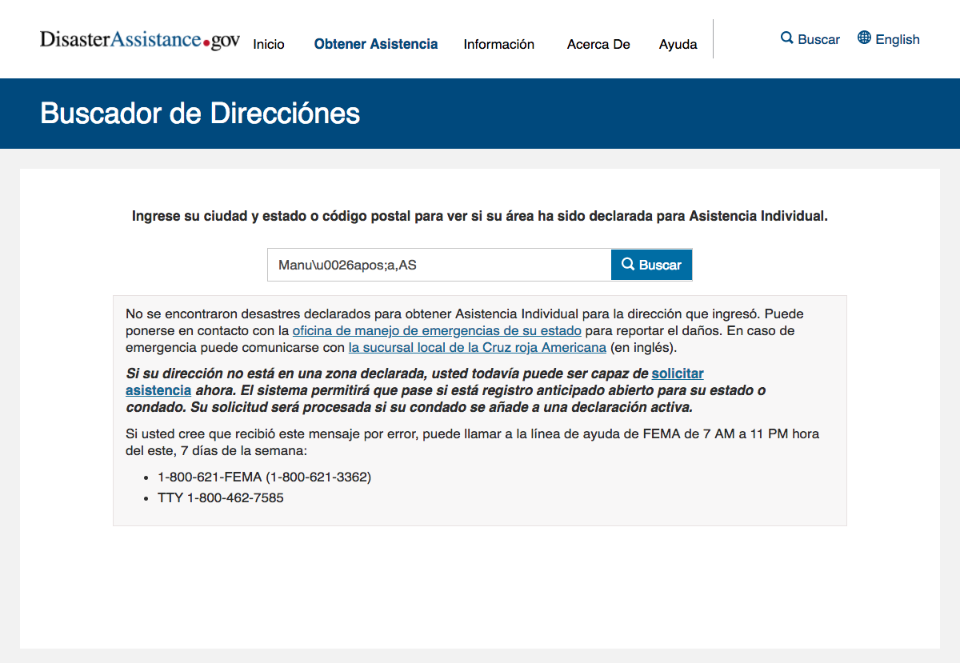 DisasterAssistance.gov
Inicio
Obtener Asistencia
Información
Acerca De
Ayuda
Buscar
English
Buscador de Direcciónes
Ingrese su ciudad y estado o código postal para ver si su área ha sido declarada para Asistencia Individual.
Manu\u0026apos;a,AS
Buscar
No se encontraron desastres declarados para obtener Asistencia Individual para la dirección que ingresó. Puede
ponerse en contacto con la oficina de manejo de emergencias de su estado para reportar el daños. En caso de
emergencia puede comunicarse con la sucursal local de la Cruz roja Americana (en inglés).
Si su dirección no está en una zona declarada, usted todavía puede ser capaz de solicitar
asistencia ahora. El sistema permitirá que pase si está registro anticipado abierto para su estado o
condado. Su solicitud será procesada si su condado se añade a una declaración activa.
Si usted cree que recibió este mensaje por error, puede llamar a la línea de ayuda de FEMA de 7 AM a 11 PM hora
del este, 7 días de la semana:
• 1-800-621-FEMA (1-800-621-3362)
• TTY 1-800-462-7585